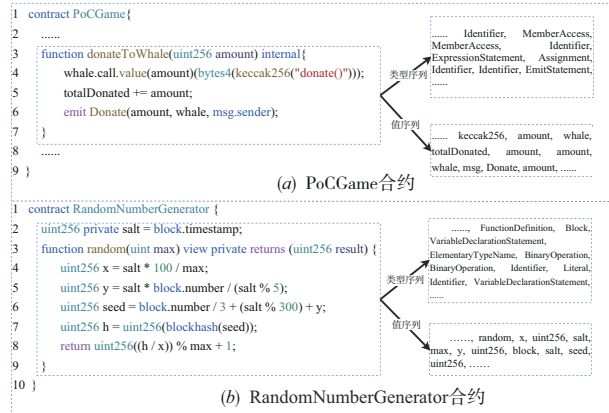 1 contract PoCGame{
2 ......
3 function donateToWhale(uint256 amount) internal{
4 whale.call.value(amount)(bytes4(keccak256("donate()")));
5 totalDonated += amount;
6 emit Donate(amount, whale, msg.sender);
7 }
8 ......
9 }
类型序列
值序列
...... Identifier, MemberAccess,
MemberAccess, Identifier,
ExpressionStatement, Assignment,
Identifier, Identifier, EmitStatement,
......
...... keccak256, amount, whale,
totalDonated, amount, amount,
whale, msg, Donate, amount, ......
(a) PoCGame合约
1 contract RandomNumberGenerator {
2 uint256 private salt = block.timestamp;
3 function random(uint max) view private returns (uint256 result) {
4 uint256 x = salt * 100 / max;
5 uint256 y = salt * block.number / (salt % 5);
6 uint256 seed = block.number / 3 + (salt % 300) + y;
7 uint256 h = uint256(blockhash(seed));
8 return uint256((h / x)) % max + 1;
9 }
10 }
类型序列
值序列
......, FunctionDefinition, Block,
VariableDeclarationStatement,
ElementaryTypeName, BinaryOperation,
BinaryOperation, Identifier, Literal,
Identifier, VariableDeclarationStatement,
......
......, random, x, uint256, salt,
max, y, uint256, block, salt, seed,
uint256, ......
(b) RandomNumberGenerator合约